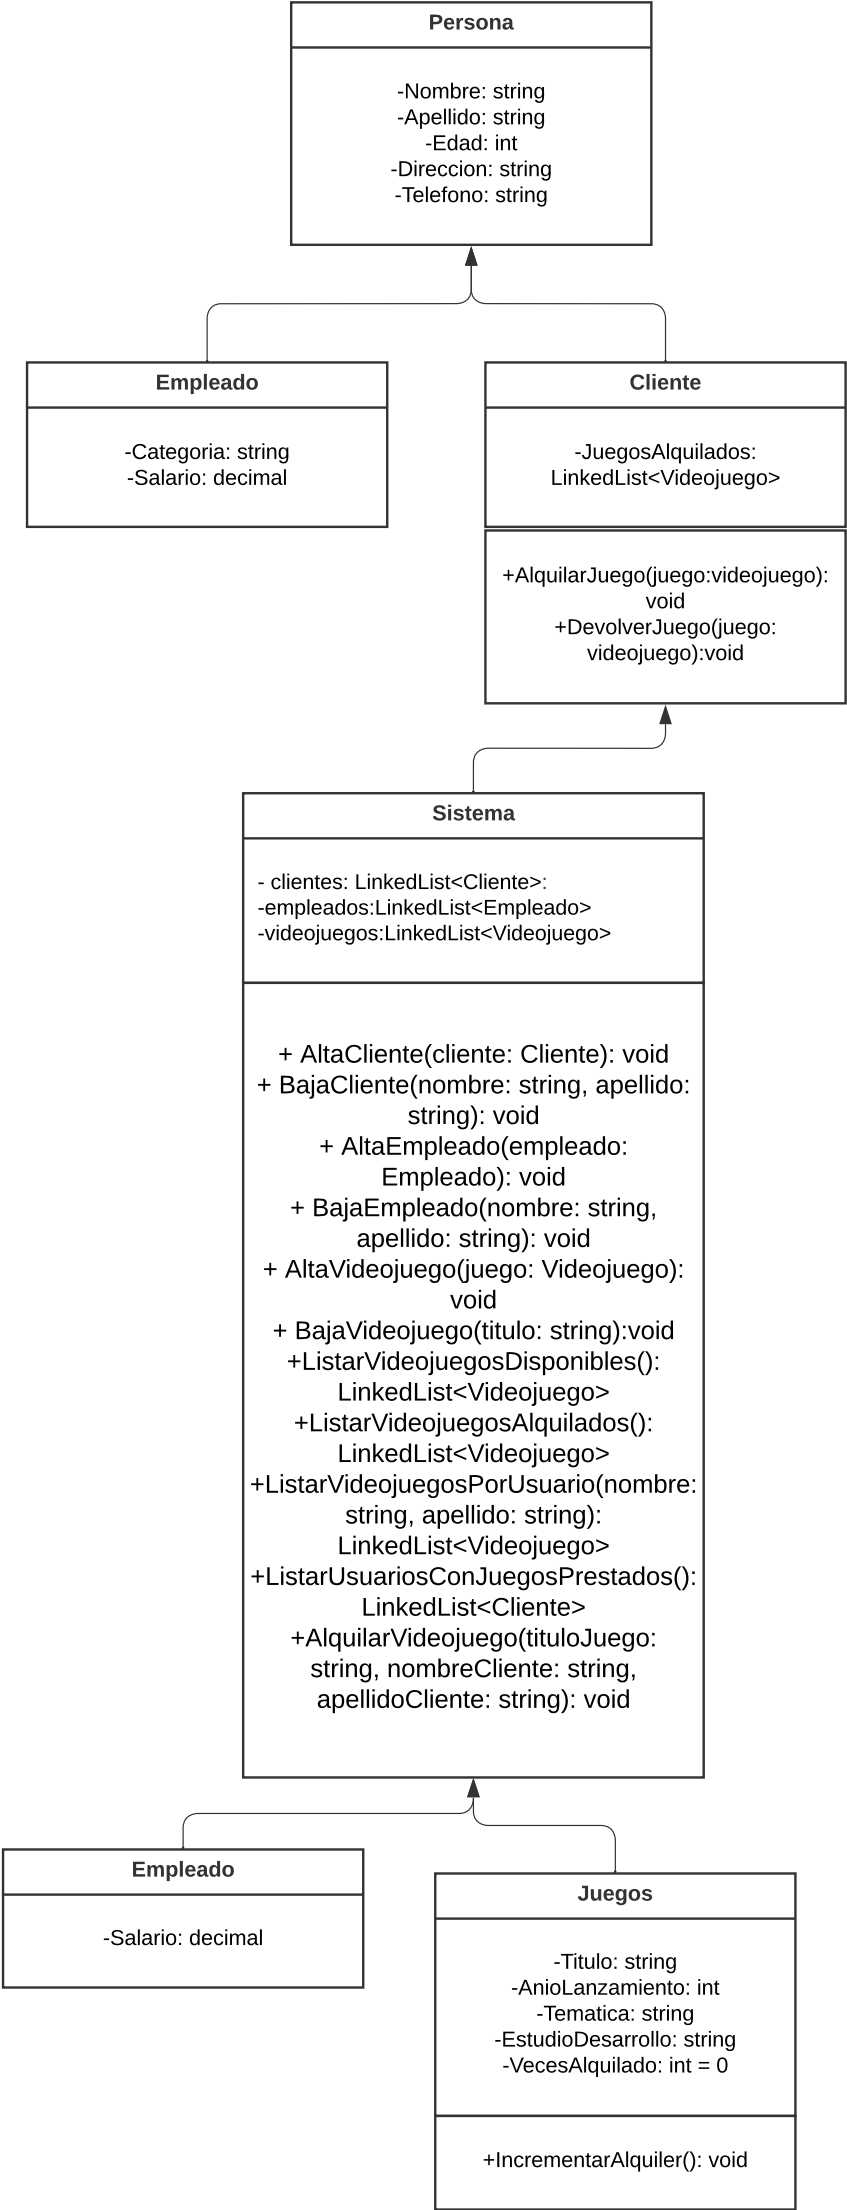 Persona
-Nombre: string
-Apellido: string
-Edad: int
-Direccion: string
-Telefono: string
Empleado
-Categoria: string
-Salario: decimal
Cliente
-JuegosAlquilados:
LinkedList<Videojuego>
+AlquilarJuego(juego:videojuego):
void
+DevolverJuego(juego:
videojuego):void
Sistema
- clientes: LinkedList<Cliente>:
-empleados:LinkedList<Empleado>
-videojuegos:LinkedList<Videojuego>
+ AltaCliente(cliente: Cliente): void
+ BajaCliente(nombre: string, apellido:
string): void
+ AltaEmpleado(empleado:
Empleado): void
+ BajaEmpleado(nombre: string,
apellido: string): void
+ AltaVideojuego(juego: Videojuego):
void
+ BajaVideojuego(titulo: string):void
+ListarVideojuegosDisponibles():
LinkedList<Videojuego>
+ListarVideojuegosAlquilados():
LinkedList<Videojuego>
+ListarVideojuegosPorUsuario(nombre:
string, apellido: string):
LinkedList<Videojuego>
+ListarUsuariosConJuegosPrestados():
LinkedList<Cliente>
+AlquilarVideojuego(tituloJuego:
string, nombreCliente: string,
apellidoCliente: string): void
Empleado
-Salario: decimal
Juegos
-Titulo: string
-AnioLanzamiento: int
-Tematica: string
-EstudioDesarrollo: string
-VecesAlquilado: int = 0
+IncrementarAlquiler(): void